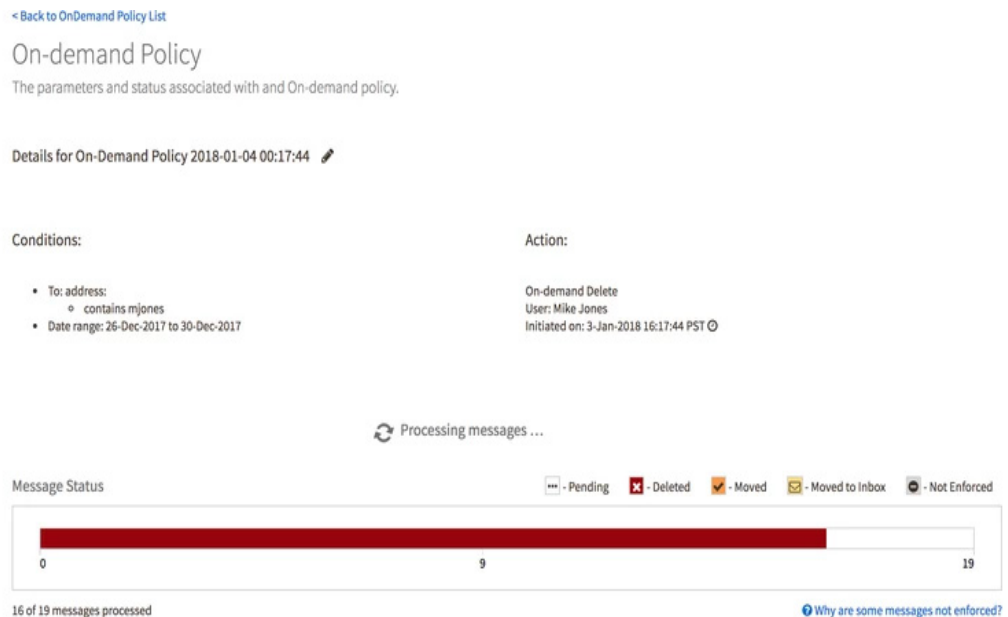 < Back to OnDemand Policy List
On-demand Policy
The parameters and status associated with and On-demand policy.
Details for On-Demand Policy 2018-01-04 00:17:44
Conditions:
To: address:
contains mjones
Date range: 26-Dec-2017 to 30-Dec-2017
Action:
On-demand Delete
User: Mike Jones
Initiated on: 3-Jan-2018 16:17:44 PST
Processing messages ...
Message Status
- Pending - Deleted - Moved - Moved to Inbox - Not Enforced
0 9 19
16 of 19 messages processed
Why are some messages not enforced?